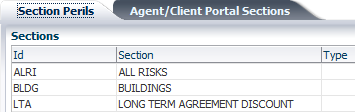 Section Perils Agent/Client Portal Sections
Sections
Id Section Type
ALRI ALL RISKS
BLDG BUILDINGS
LTA LONG TERM AGREEMENT DISCOUNT